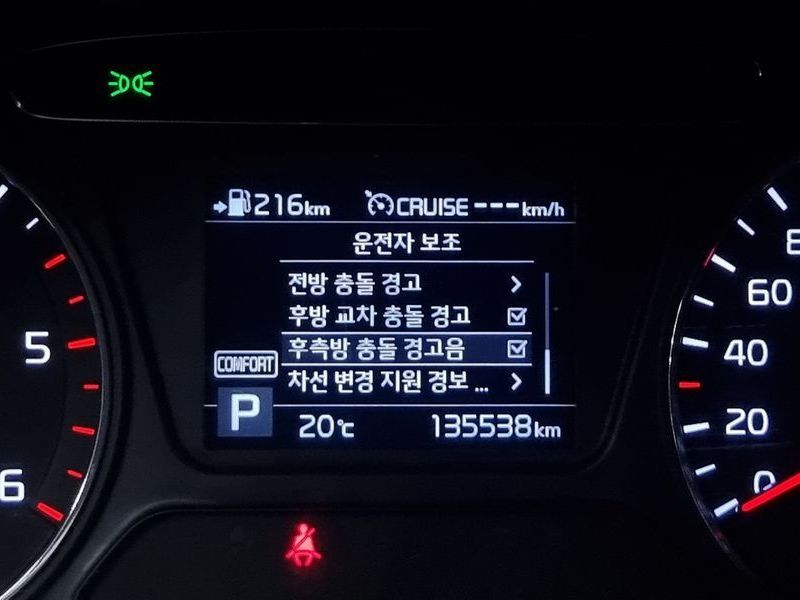 216km CRUISE---km/h
운전자 보조
전방 충돌 경고 >
후방 교차 충돌 경고
후측방 충돌 경고음
차선 변경 지원 경보 ... >
COMFORT
P 20℃ 135538km
5
6
8
60
40
20
0